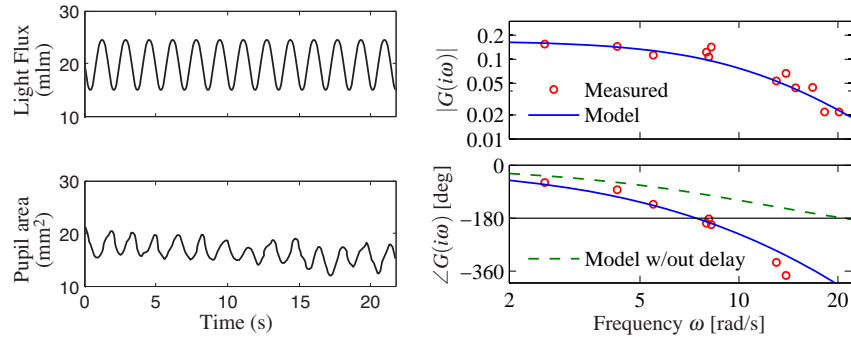 30
20
10
Light Flux
(mlm)
30
20
10
Pupil area
(mm²)
0 5 10 15 20
Time (s)
0.2
0.1
0.02
0.01
|G(iω)|
Measured
Model
0
−180
−360
∠G(iω) [deg]
Model w/out delay
2 5 10 20
Frequency ω [rad/s]